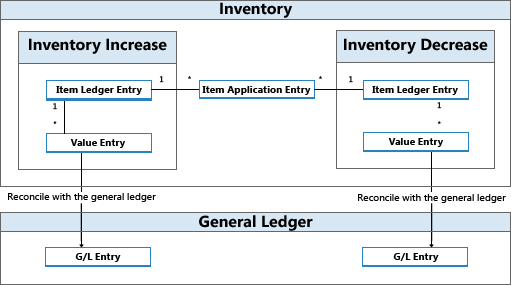 Inventory
Inventory Increase
Inventory Decrease
Item Ledger Entry
1
*
Item Application Entry
*
1
Item Ledger Entry
1
*
1
*
Value Entry
Value Entry
Reconcile with the general ledger
Reconcile with the general ledger
General Ledger
G/L Entry
G/L Entry